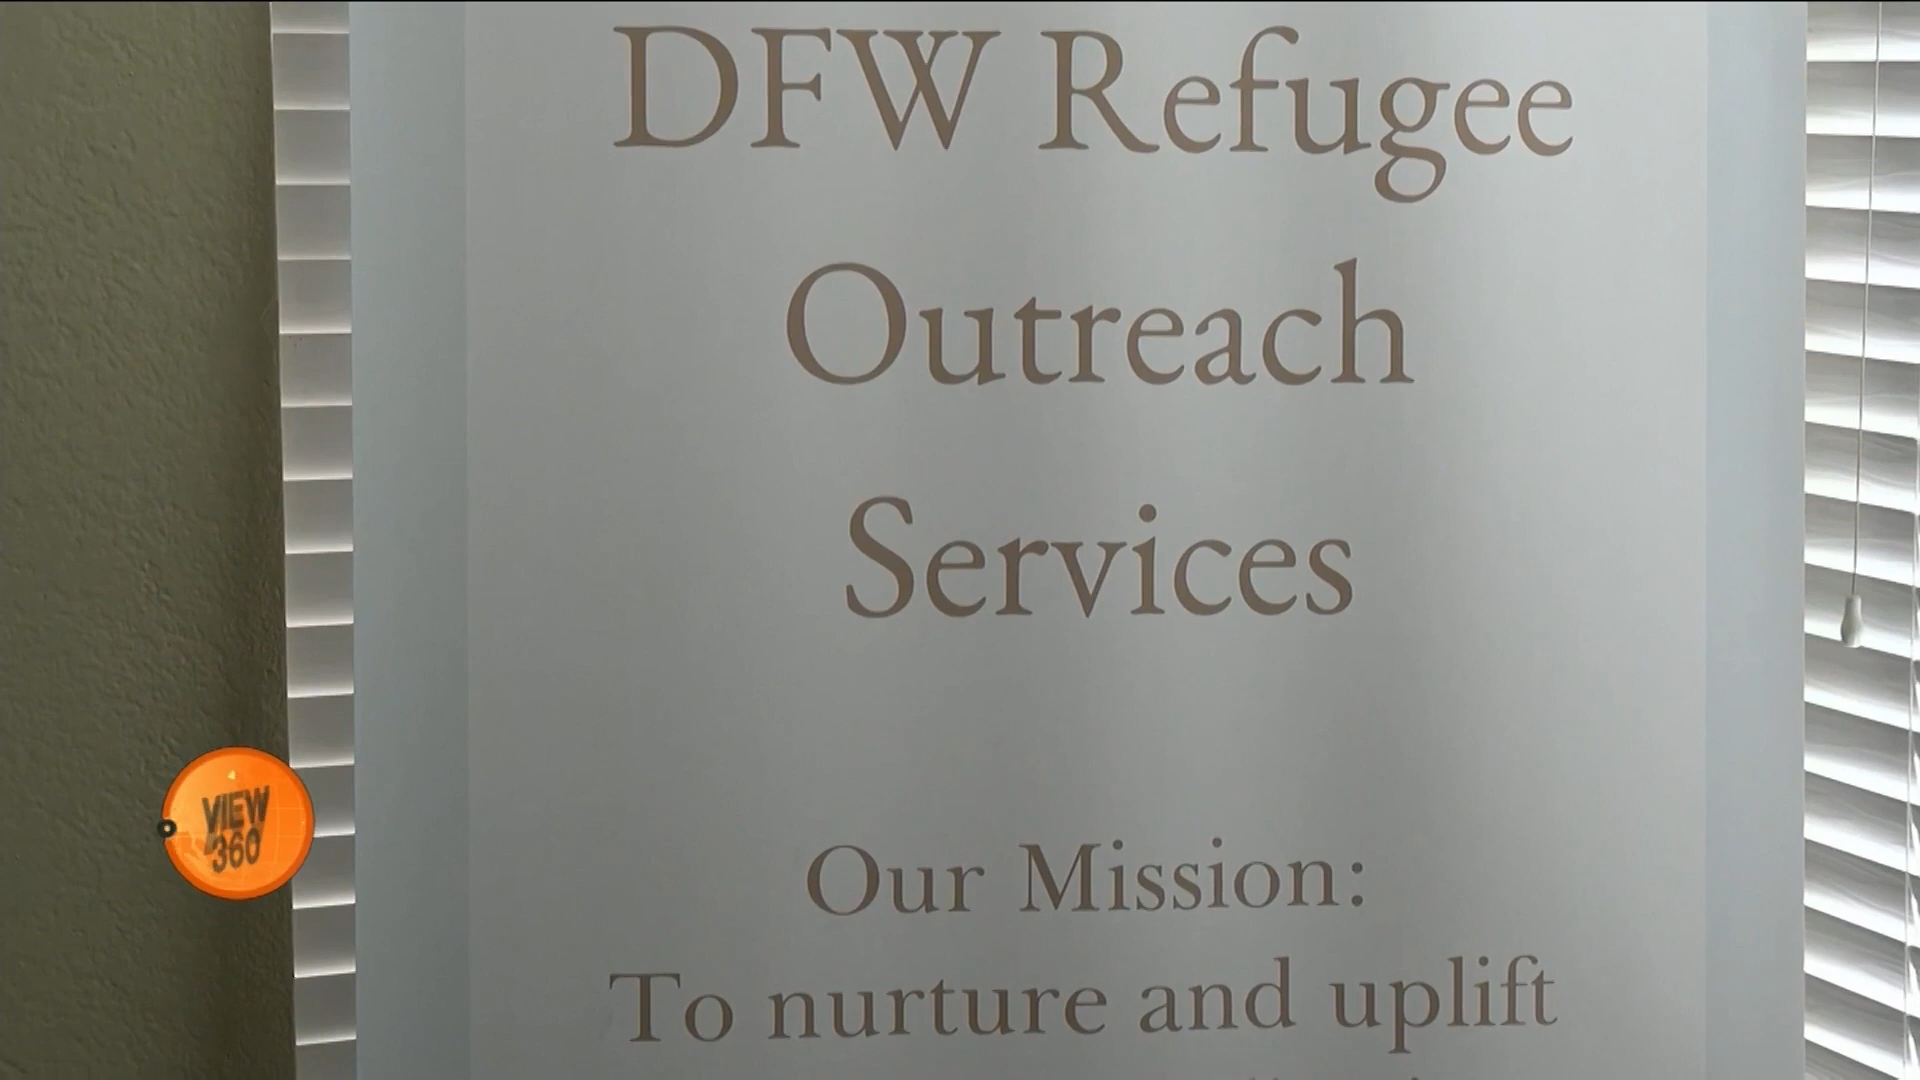 DFW Refugee
Outreach
Services
Our Mission:
To nurture and uplift
VIEW
360